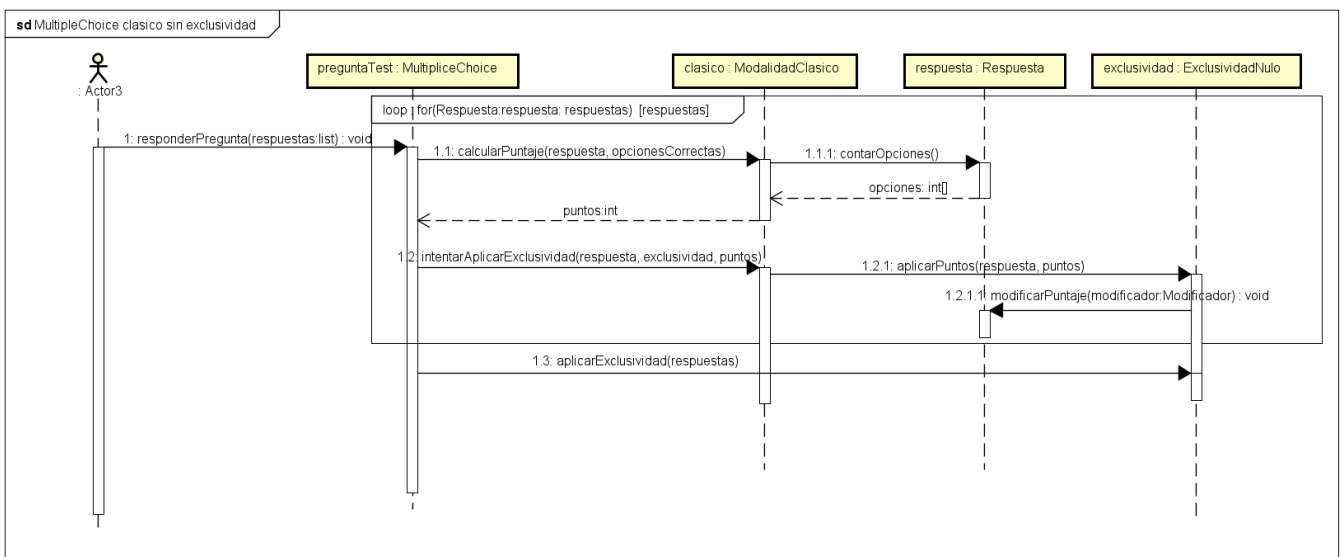 sd MultipleChoice clasico sin exclusividad
: Actor3
preguntaTest : MultipliceChoice
clasico : ModalidadClasico
respuesta : Respuesta
exclusividad : ExclusividadNulo
loop : for(Respuesta:respuesta: respuestas) [respuestas]
1: responderPregunta(respuestas:list) : void
1.1: calcularPuntaje(respuesta, opcionesCorrectas)
1.1.1: contarOpciones()
opciones: int[]
puntos:int
1.2: intentarAplicarExclusividad(respuesta, exclusividad, puntos)
1.2.1: aplicarPuntos(respuesta, puntos)
1.2.1.1: modificarPuntaje(modificador:Modificador) : void
1.3: aplicarExclusividad(respuestas)